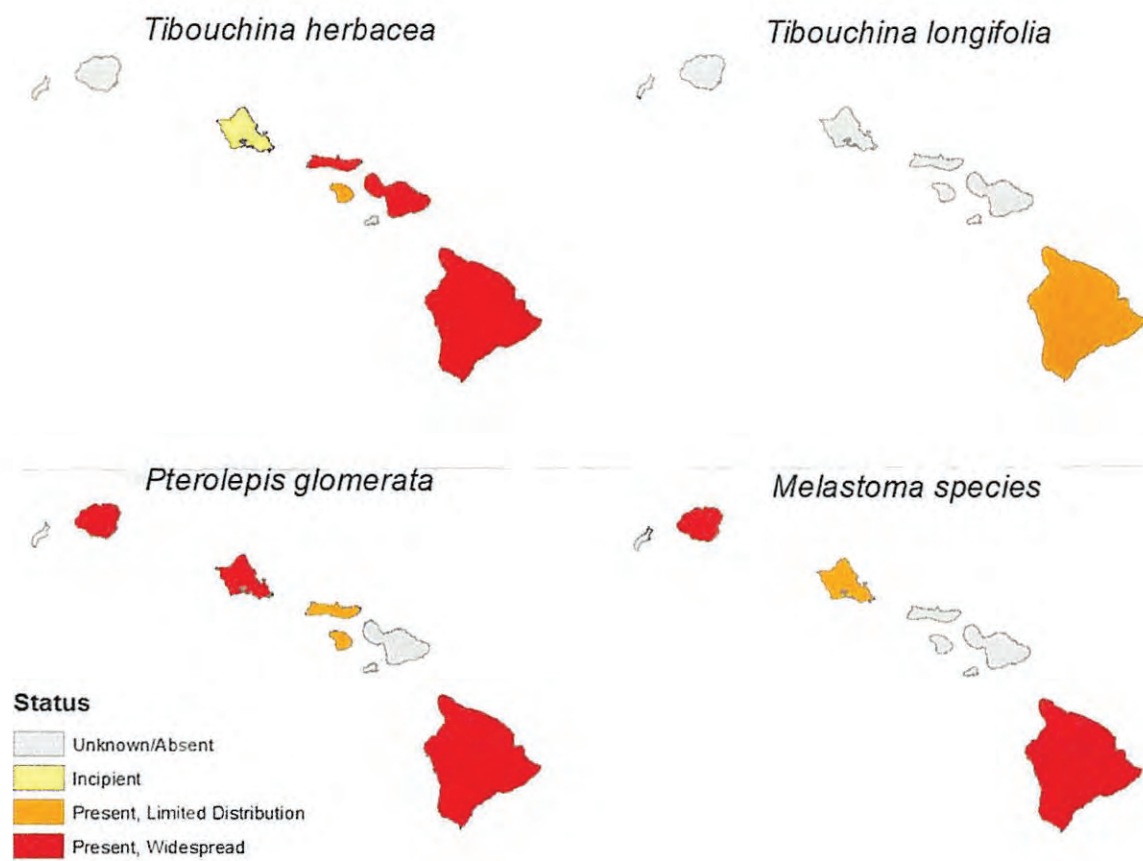 Tibouchina herbacea
Tibouchina longifolia
Pterolepis glomerata
Melastoma species
Status
Unknown/Absent
Incipient
Present, Limited Distribution
Present, Widespread